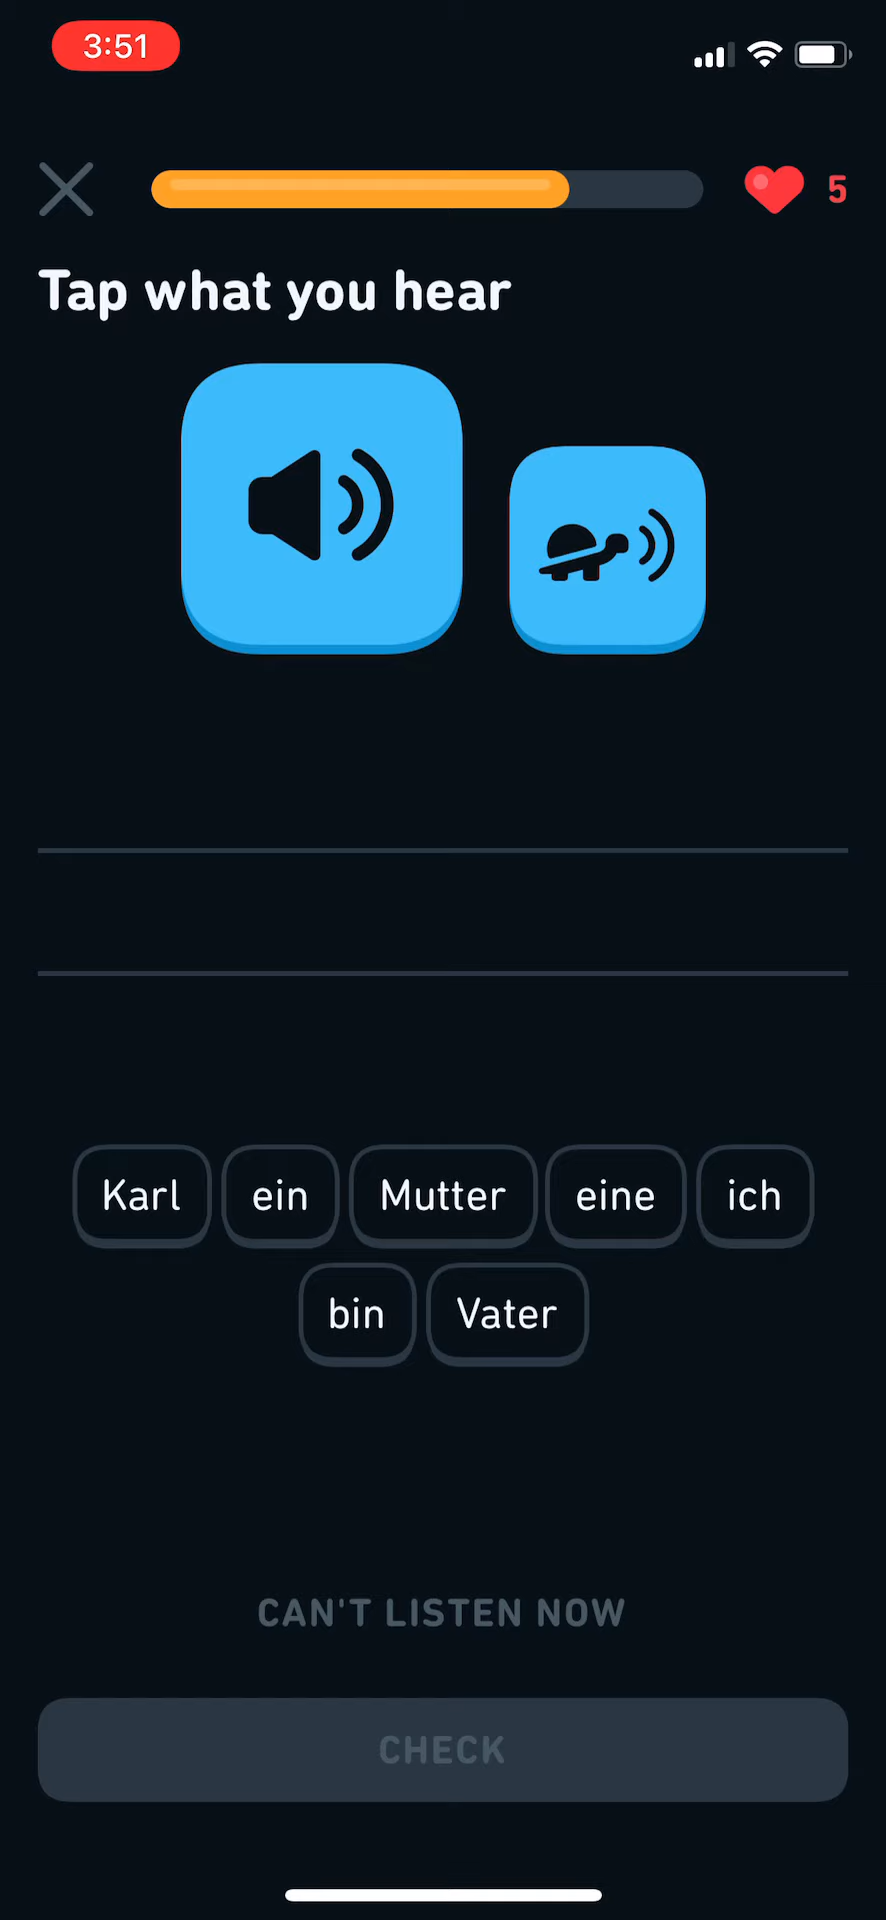 3:51
5
Tap what you hear
Karl ein Mutter eine ich
bin Vater
CAN'T LISTEN NOW
CHECK